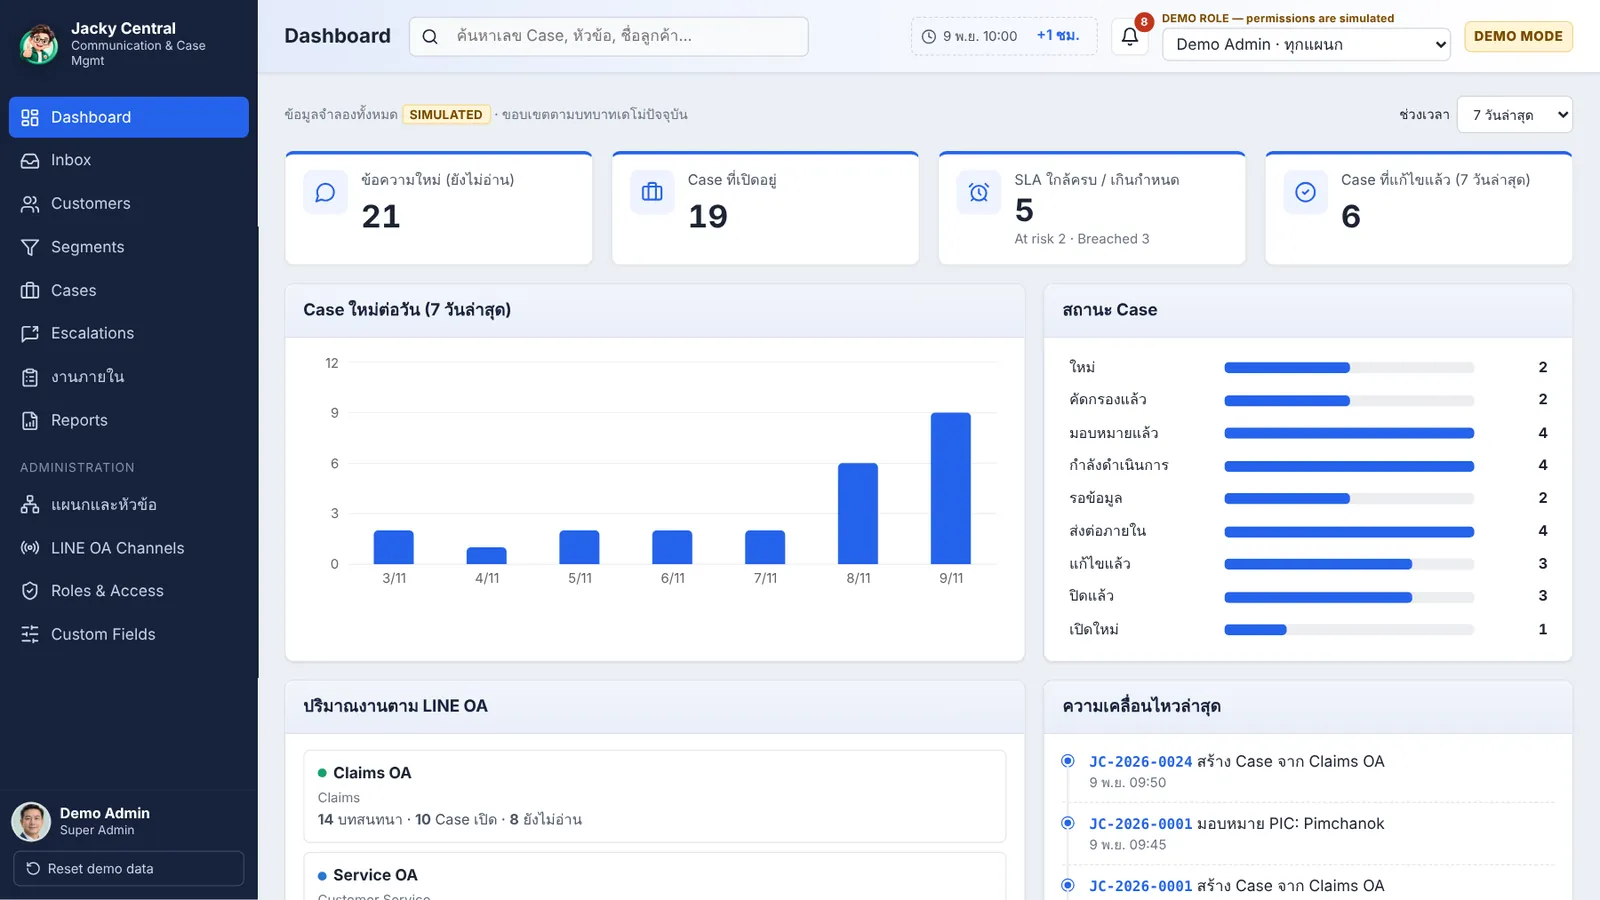 Jacky Central
Communication & Case
Mgmt
Dashboard
Inbox
Customers
Segments
Cases
Escalations
งานภายใน
Reports
ADMINISTRATION
แผนกและหัวข้อ
LINE OA Channels
Roles & Access
Custom Fields
Demo Admin
Super Admin
Reset demo data
Dashboard
ค้นหาเลข Case, หัวข้อ, ชื่อลูกค้า...
9 พ.ย. 10:00
+1 ชม.
8
DEMO ROLE — permissions are simulated
Demo Admin · ทุกแผนก
DEMO MODE
ข้อมูลจำลองทั้งหมด SIMULATED · ขอบเขตตามบทบาทเดโม่ปัจจุบัน
ช่วงเวลา
7 วันล่าสุด
ข้อความใหม่ (ยังไม่อ่าน)
21
Case ที่เปิดอยู่
19
SLA ใกล้ครบ / เกินกำหนด
5
At risk 2 · Breached 3
Case ที่แก้ไขแล้ว (7 วันล่าสุด)
6
Case ใหม่ต่อวัน (7 วันล่าสุด)
12
9
6
3
0
3/11
4/11
5/11
6/11
7/11
8/11
9/11
สถานะ Case
ใหม่ 2
คัดกรองแล้ว 2
มอบหมายแล้ว 4
กำลังดำเนินการ 4
รอข้อมูล 2
ส่งต่อภายใน 4
แก้ไขแล้ว 3
ปิดแล้ว 3
เปิดใหม่ 1
ปริมาณงานตาม LINE OA
Claims OA
Claims
14 บทสนทนา · 10 Case เปิด · 8 ยังไม่อ่าน
Service OA
Customer Service
ความเคลื่อนไหวล่าสุด
JC-2026-0024 สร้าง Case จาก Claims OA
9 พ.ย. 09:50
JC-2026-0001 มอบหมาย PIC: Pimchanok
9 พ.ย. 09:45
JC-2026-0001 สร้าง Case จาก Claims OA